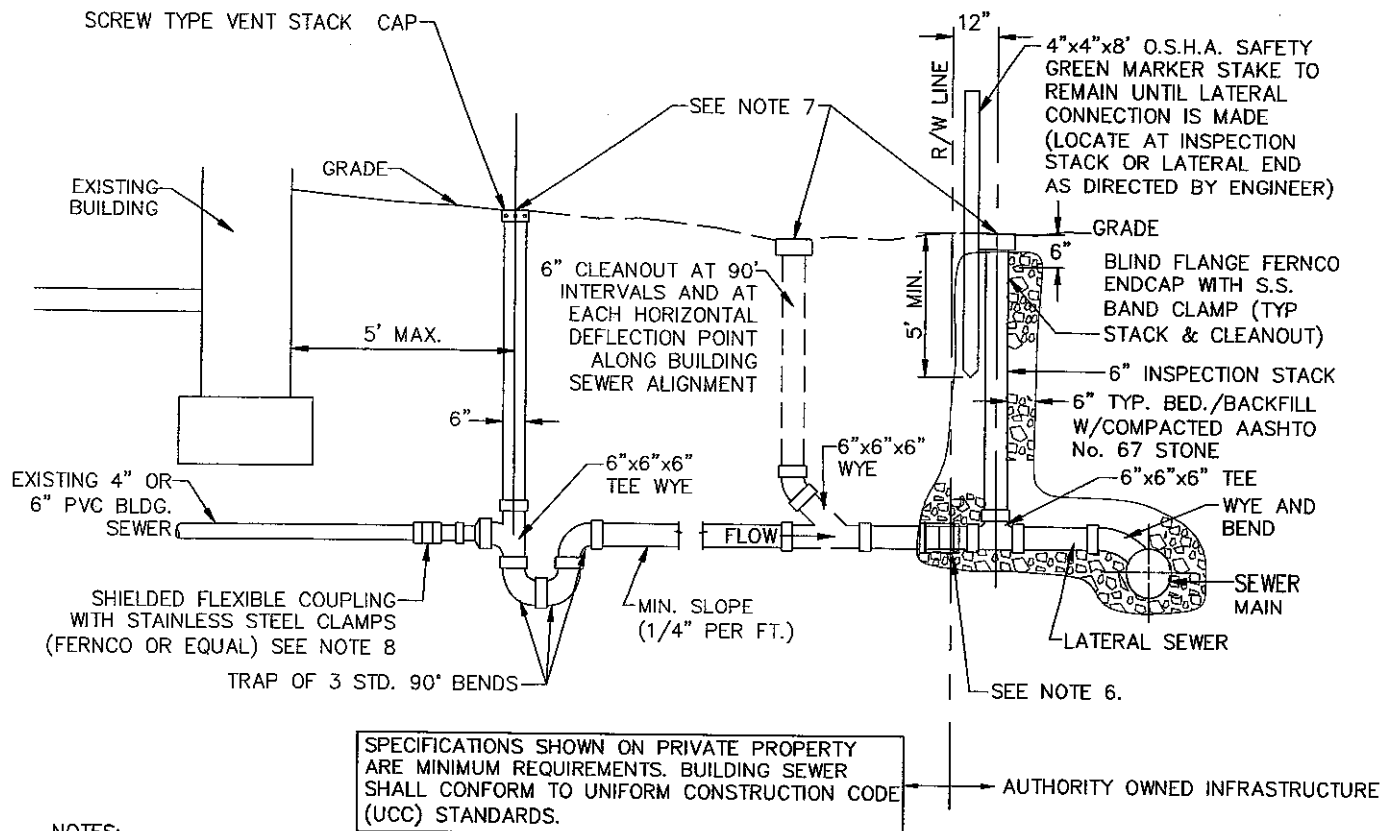 SCREW TYPE VENT STACK CAP
12"
4"x4"x8' O.S.H.A. SAFETY
GREEN MARKER STAKE TO
REMAIN UNTIL LATERAL
CONNECTION IS MADE
(LOCATE AT INSPECTION
STACK OR LATERAL END
AS DIRECTED BY ENGINEER)
R/W LINE
SEE NOTE 7
GRADE
EXISTING
BUILDING
GRADE
6"
BLIND FLANGE FERNCO
ENDCAP WITH S.S.
BAND CLAMP (TYP
STACK & CLEANOUT)
6" CLEANOUT AT 90'
INTERVALS AND AT
EACH HORIZONTAL
DEFLECTION POINT
ALONG BUILDING
SEWER ALIGNMENT
5' MIN.
5' MAX.
6" INSPECTION STACK
6"
6" TYP. BED./BACKFILL
W/COMPACTED AASHTO
No. 67 STONE
6"x6"x6"
WYE
6"x6"x6"
TEE WYE
6"x6"x6" TEE
EXISTING 4" OR
6" PVC BLDG.
SEWER
WYE AND
BEND
FLOW
SEWER
MAIN
SHIELDED FLEXIBLE COUPLING
WITH STAINLESS STEEL CLAMPS
(FERNCO OR EQUAL) SEE NOTE 8
MIN. SLOPE
(1/4" PER FT.)
LATERAL SEWER
TRAP OF 3 STD. 90° BENDS
SEE NOTE 6.
SPECIFICATIONS SHOWN ON PRIVATE PROPERTY
ARE MINIMUM REQUIREMENTS. BUILDING SEWER
SHALL CONFORM TO UNIFORM CONSTRUCTION CODE
(UCC) STANDARDS.
AUTHORITY OWNED INFRASTRUCTURE
NOTES: